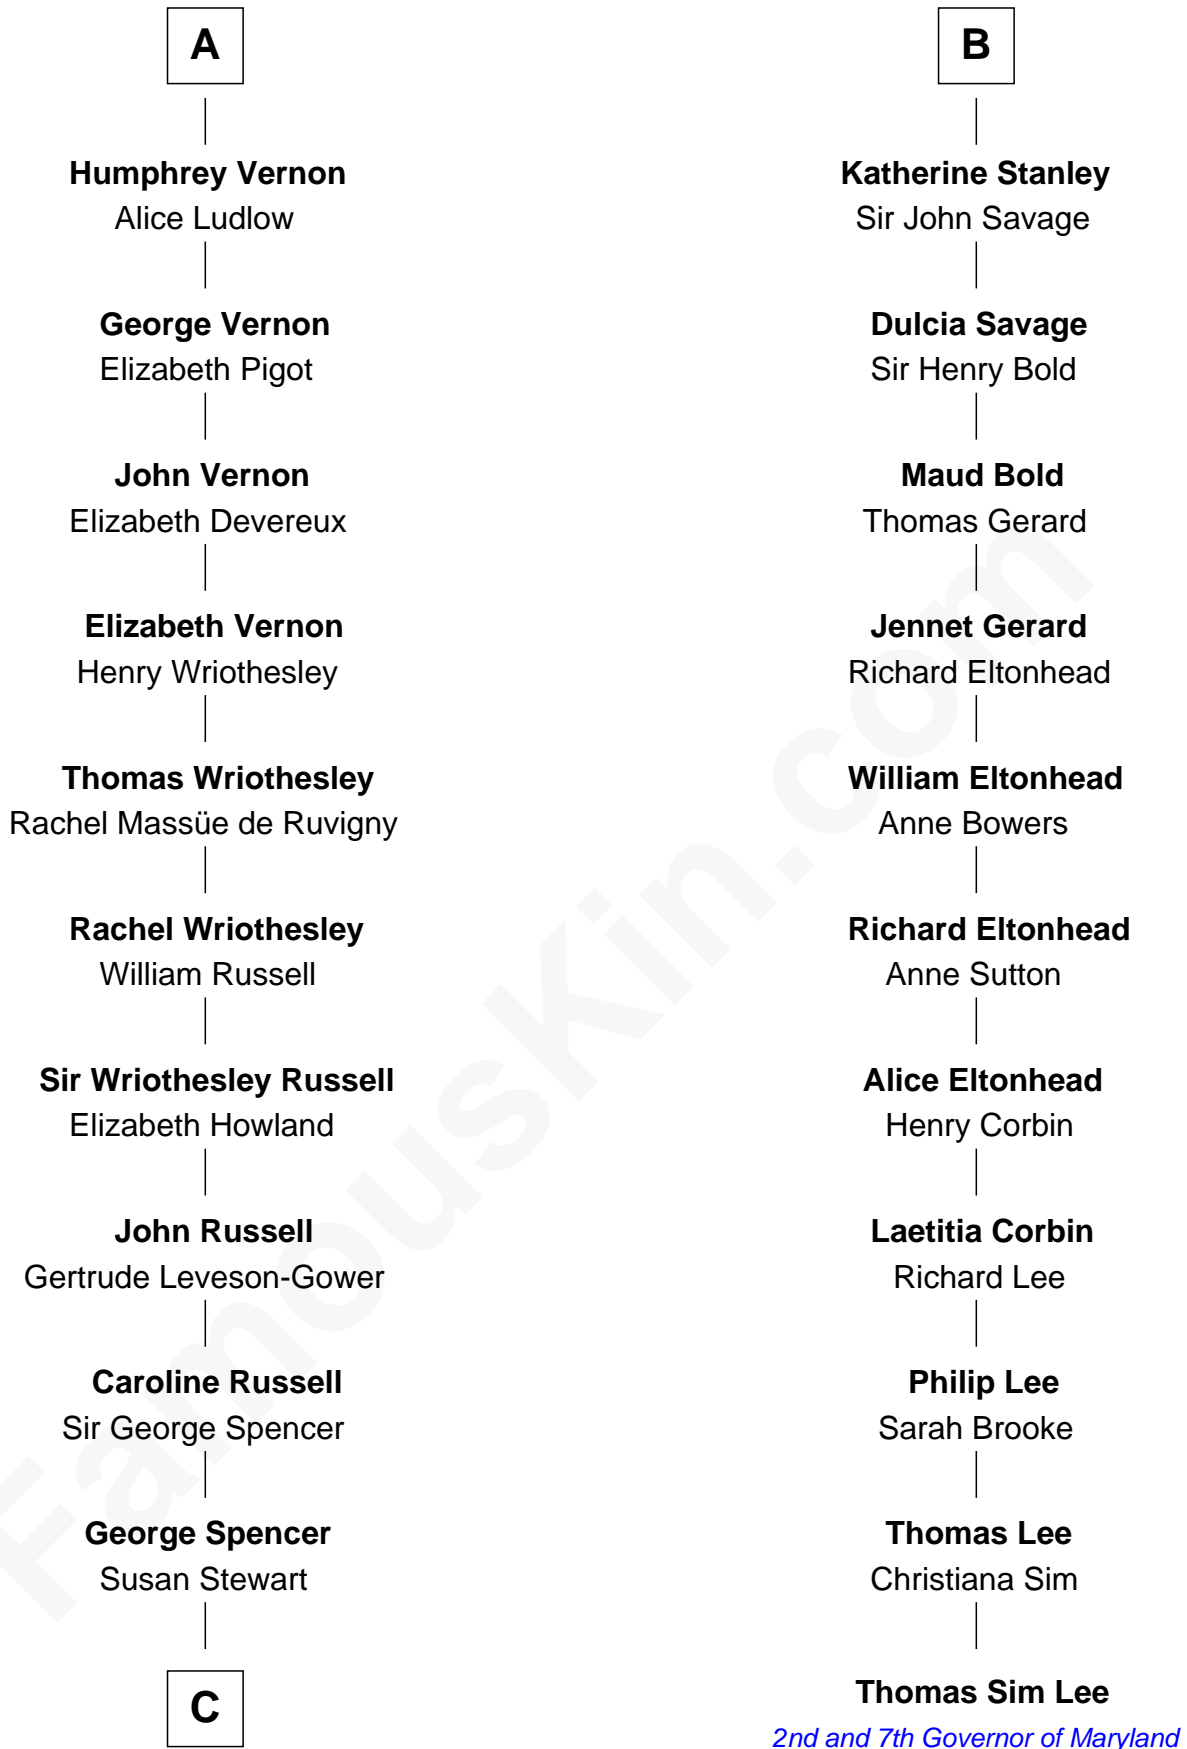 A
Humphrey Vernon
Alice Ludlow
George Vernon
Elizabeth Pigot
John Vernon
Elizabeth Devereux
Elizabeth Vernon
Henry Wriothesley
Thomas Wriothesley
Rachel Massüe de Ruvigny
Rachel Wriothesley
William Russell
Sir Wriothesley Russell
Elizabeth Howland
John Russell
Gertrude Leveson-Gower
Caroline Russell
Sir George Spencer
George Spencer
Susan Stewart
C
B
Katherine Stanley
Sir John Savage
Dulcia Savage
Sir Henry Bold
Maud Bold
Thomas Gerard
Jennet Gerard
Richard Eltonhead
William Eltonhead
Anne Bowers
Richard Eltonhead
Anne Sutton
Alice Eltonhead
Henry Corbin
Laetitia Corbin
Richard Lee
Philip Lee
Sarah Brooke
Thomas Lee
Christiana Sim
Thomas Sim Lee
2nd and 7th Governor of Maryland
FamousKin.com